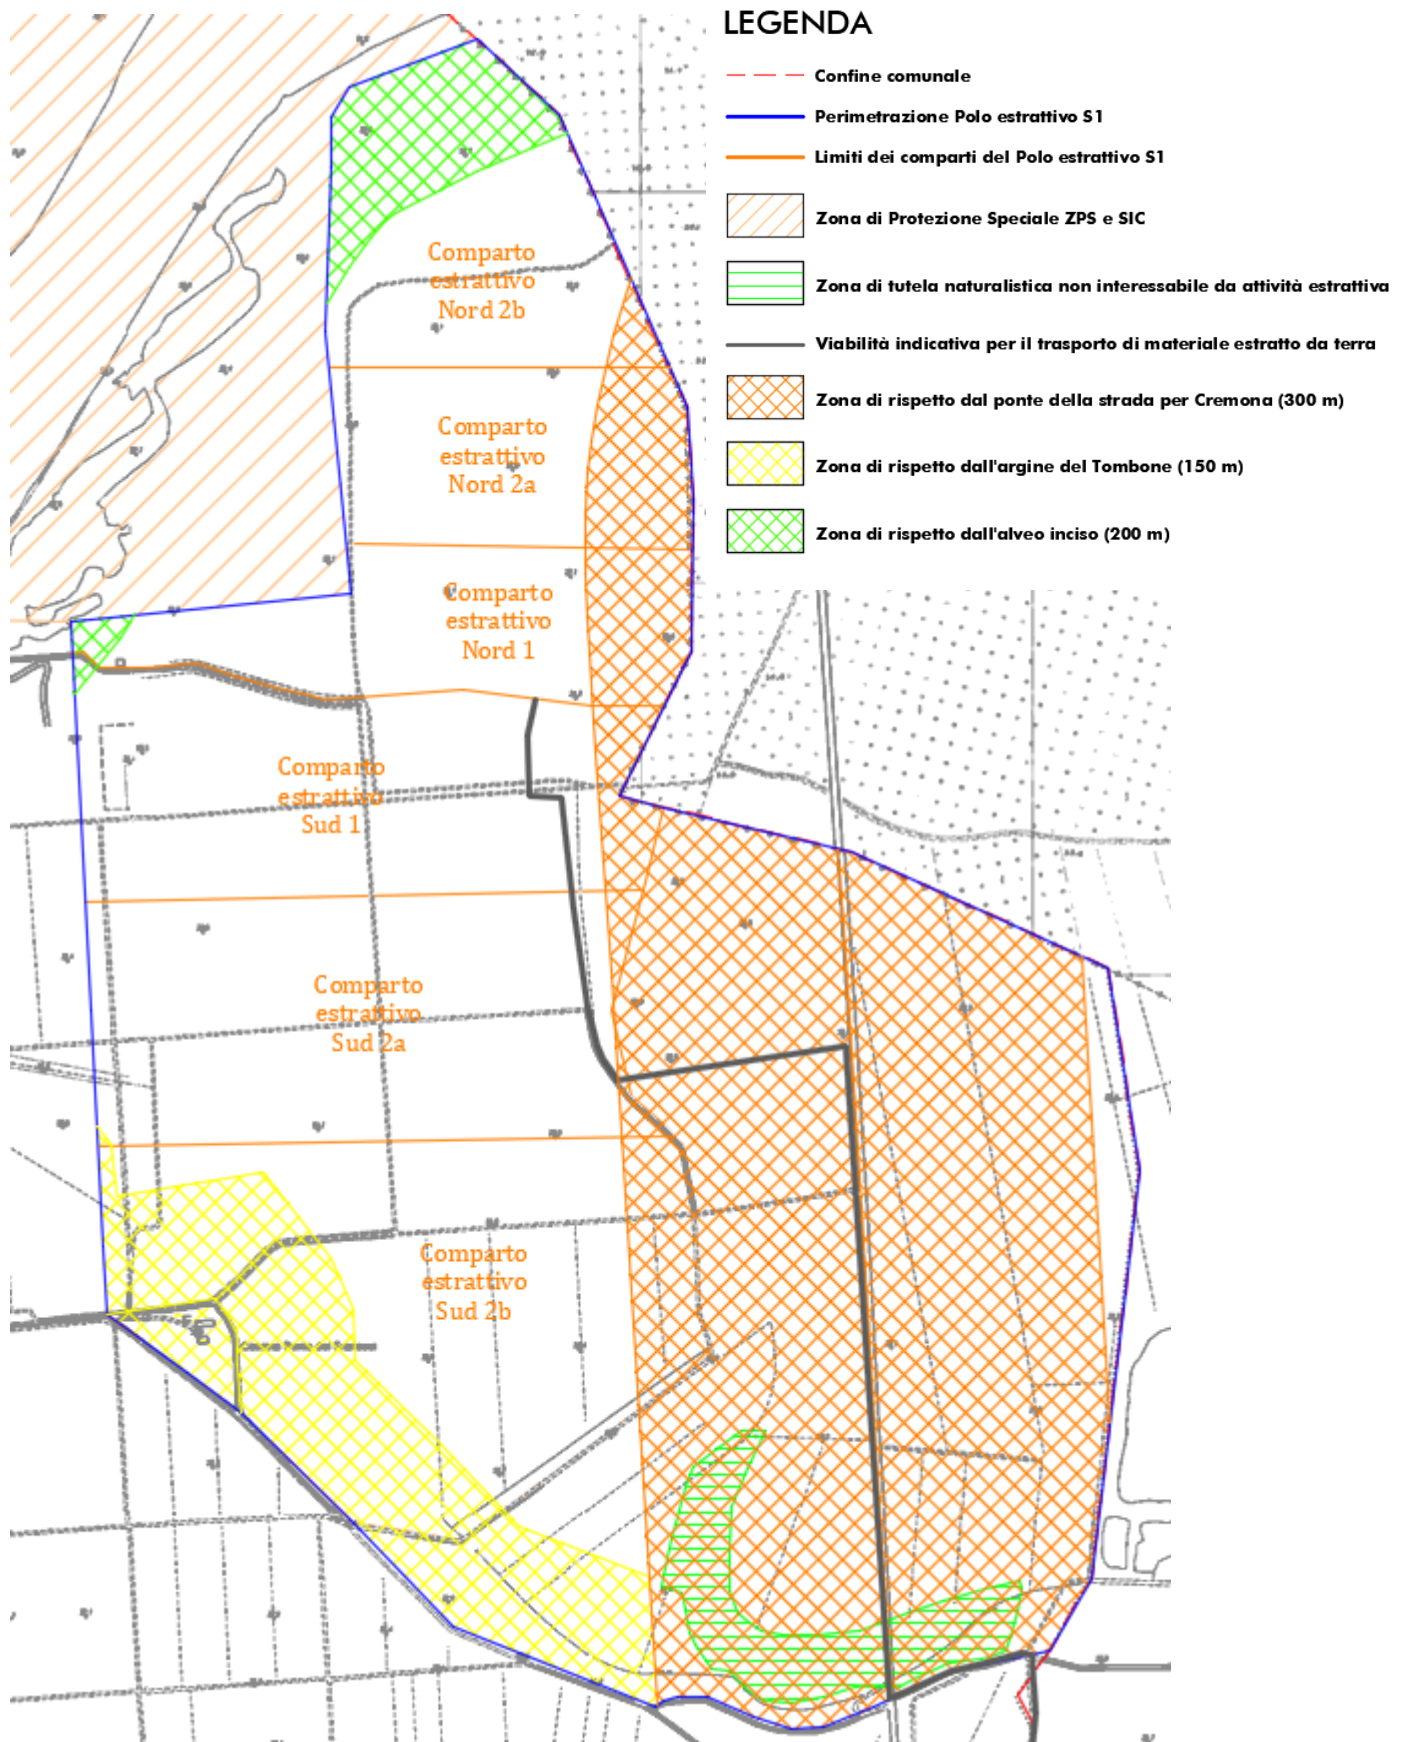 LEGENDA
Confine comunale
Perimetrazione Polo estrattivo S1
Limiti dei comparti del Polo estrattivo S1
Zona di Protezione Speciale ZPS e SIC
Zona di tutela naturalistica non interessabile da attività estrattiva
Viabilità indicativa per il trasporto di materiale estratto da terra
Zona di rispetto dal ponte della strada per Cremona (300 m)
Zona di rispetto dall'argine del Tombone (150 m)
Zona di rispetto dall'alveo inciso (200 m)
Comparto
estrattivo
Nord 2b
Comparto
estrattivo
Nord 2a
Comparto
estrattivo
Nord 1
Comparto
estrattivo
Sud 1
Comparto
estrattivo
Sud 2a
Comparto
estrattivo
Sud 2b